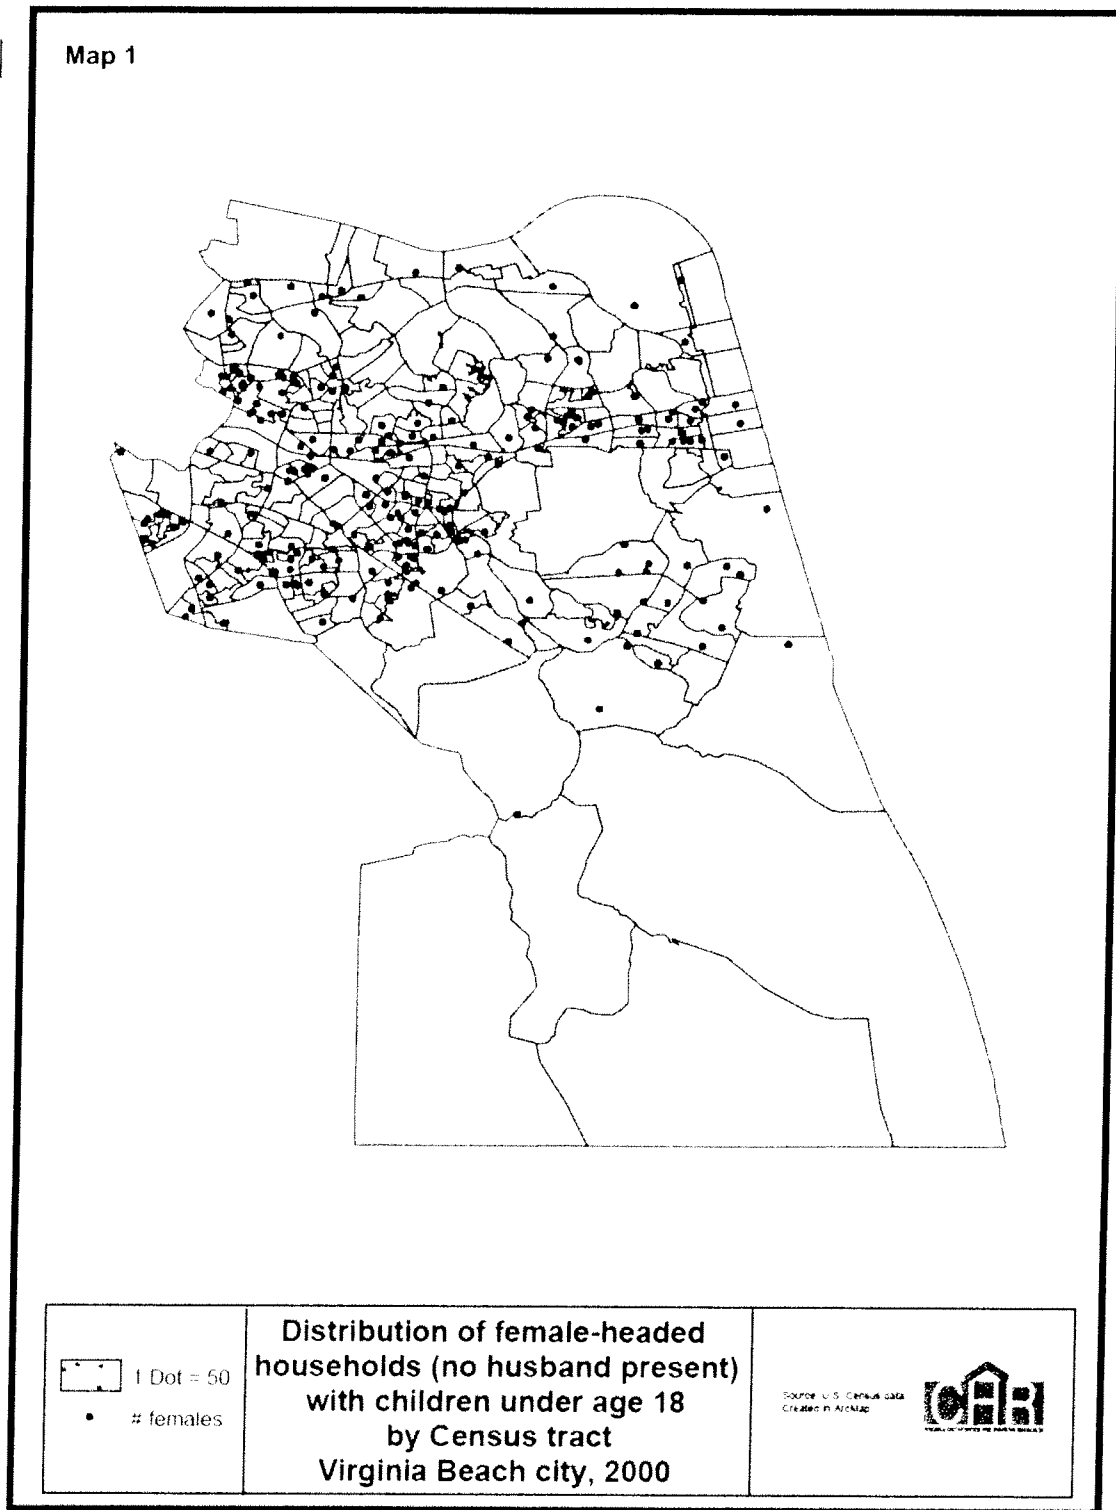 Map 1
1 Dot = 50
# females
Distribution of female-headed
households (no husband present)
with children under age 18
by Census tract
Virginia Beach city, 2000
Source: U.S. Census data
Created in ArcMap